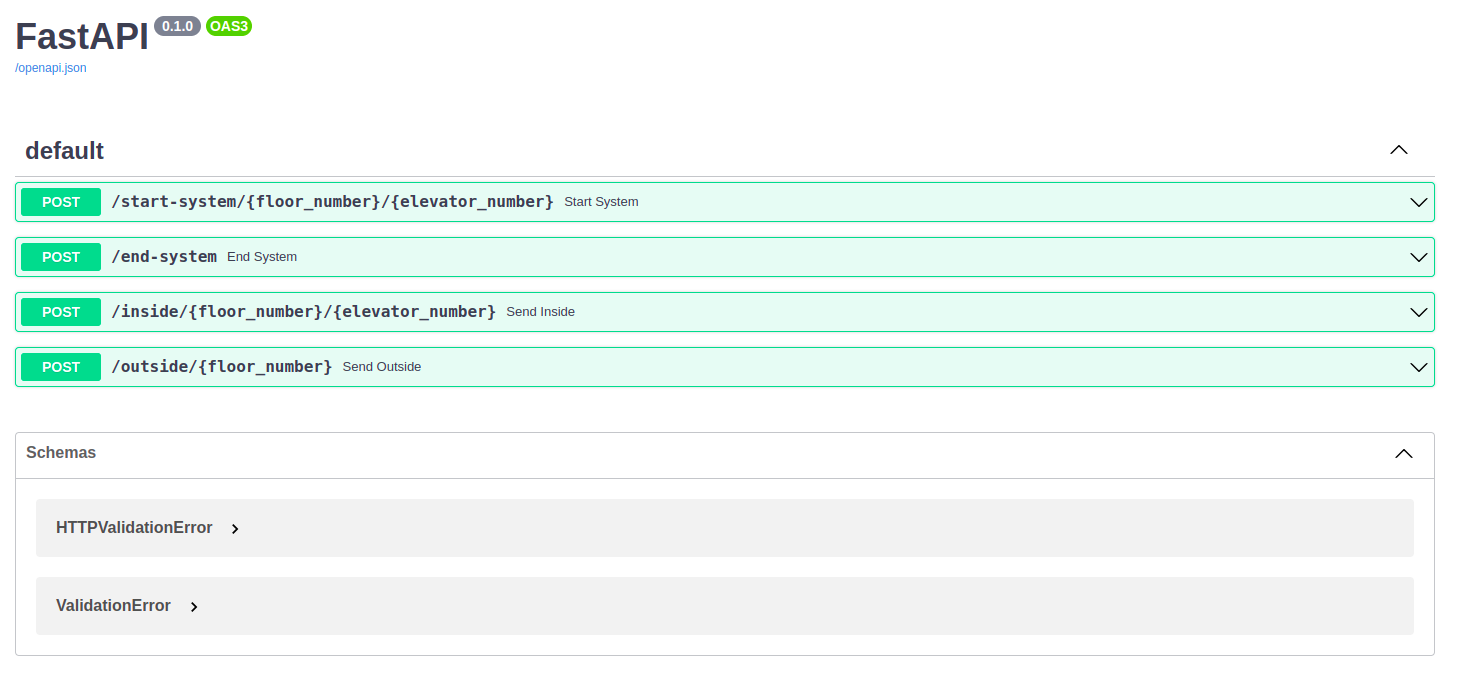 FastAPI 0.1.0 OAS3
/openapi.json
default
POST /start-system/{floor_number}/{elevator_number} Start System
POST /end-system End System
POST /inside/{floor_number}/{elevator_number} Send Inside
POST /outside/{floor_number} Send Outside
Schemas
HTTPValidationError
ValidationError